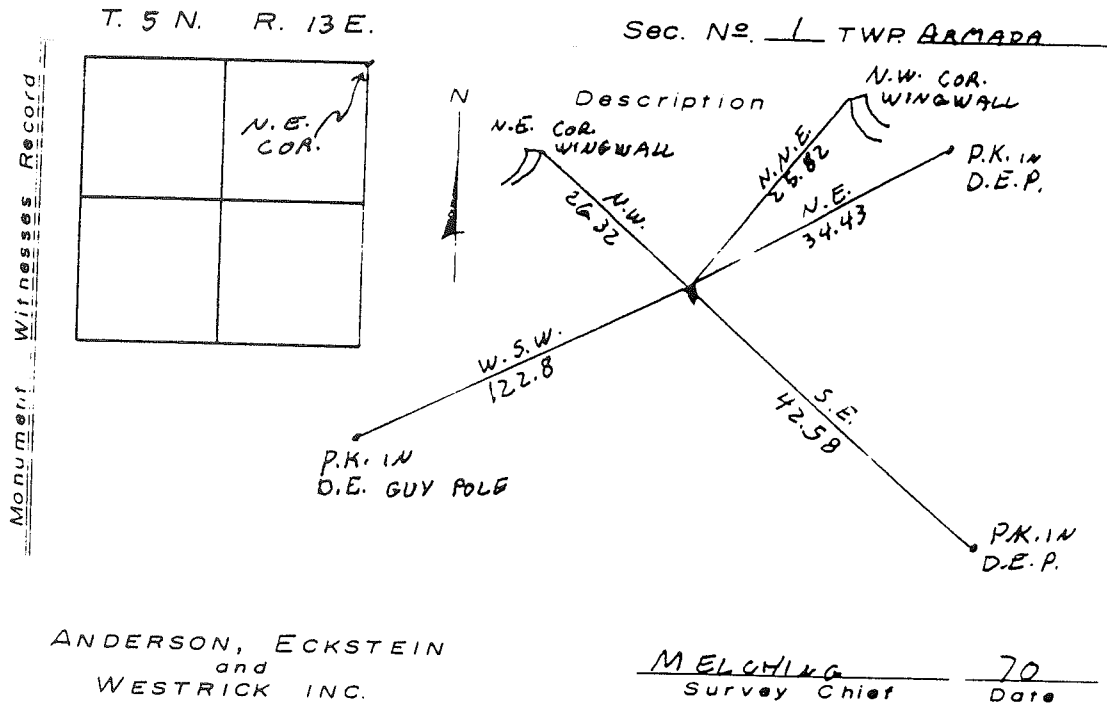 T. 5 N. R. 13 E.
Sec. No. 1 TWP. ARMADA
Monument Witnesses Record
N.E.
COR.
N
Description
N.E. COR.
WINGWALL
N.W. COR.
WINGWALL
N.W.
26.32
N.N.E.
25.82
N.E.
34.43
P.K. IN
D.E.P.
W.S.W.
122.8
P.K. IN
D.E. GUY POLE
S.E.
42.58
P.K. IN
D.E.P.
ANDERSON, ECKSTEIN
and
WESTRICK INC.
MELCHING
Survey Chief
70
Date